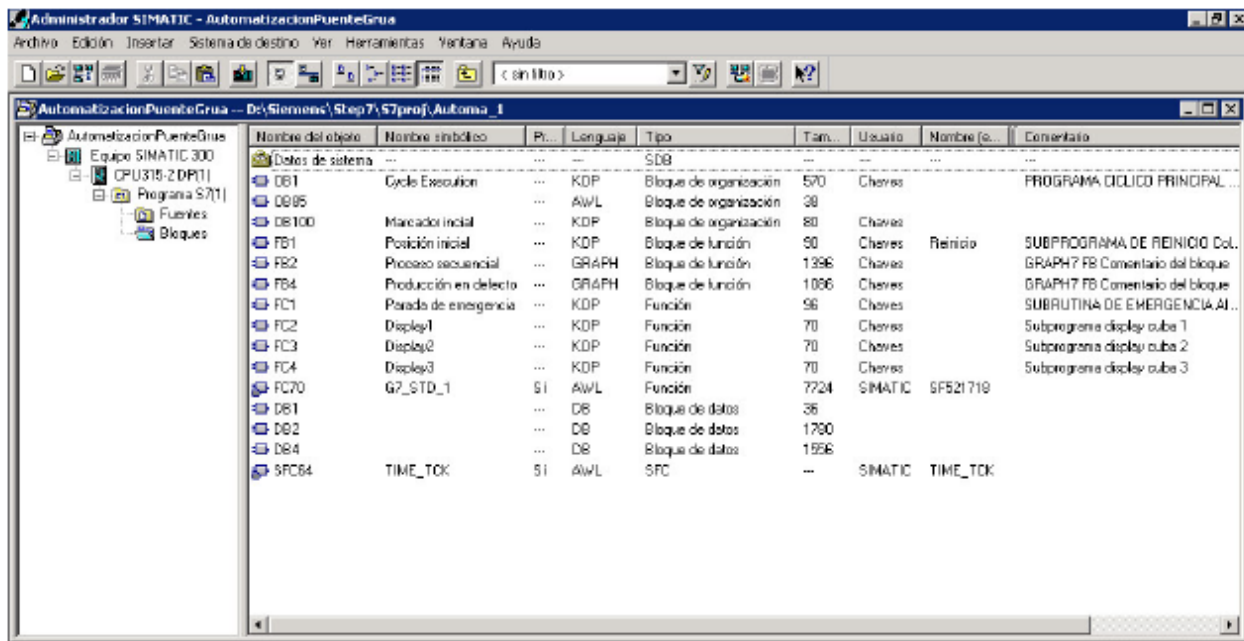 Administrador SIMATIC - AutomatizacionPuenteGrua
Archivo Edición Insertar Sistema de destino Ver Herramientas Ventana Ayuda
< sin filtro >
AutomatizacionPuenteGrua -- D:\Siemens\Step7\S7proj\Automa_1
AutomatizacionPuenteGrua
Equipo SIMATIC 300
CPU315-2 DP(1)
Programa S7(1)
Fuentes
Bloques
Nombre del objeto Nombre simbólico Pr... Lenguaje Tipo Tam... Usuario Nombre (e... Comentario
Datos de sistema --- ... --- SDB --- ... ... ...
OB1 Cycle Execution ... KOP Bloque de organización 570 Chaves PROGRAMA CICLICO PRINCIPAL ...
OB85 ... AWL Bloque de organización 38
OB100 Marcador incial ... KOP Bloque de organización 80 Chaves
FB1 Posición inicial ... KOP Bloque de función 90 Chaves Reinicio SUBPROGRAMA DE REINICIO Col...
FB2 Proceso secuencial ... GRAPH Bloque de función 1396 Chaves GRAPH7 FB Comentario del bloque
FB4 Producción en defecto ... GRAPH Bloque de función 1086 Chaves GRAPH7 FB Comentario del bloque
FC1 Parada de emergencia ... KOP Función 96 Chaves SUBRUTINA DE EMERGENCIA Al...
FC2 Display1 ... KOP Función 70 Chaves Subprograma display cuba 1
FC3 Display2 ... KOP Función 70 Chaves Subprograma display cuba 2
FC4 Display3 ... KOP Función 70 Chaves Subprograma display cuba 3
FC70 G7_STD_1 Si AWL Función 7724 SIMATIC SF521718
DB1 ... DB Bloque de datos 36
DB2 ... DB Bloque de datos 1780
DB4 ... DB Bloque de datos 1556
SFC64 TIME_TCK Si AWL SFC --- SIMATIC TIME_TCK